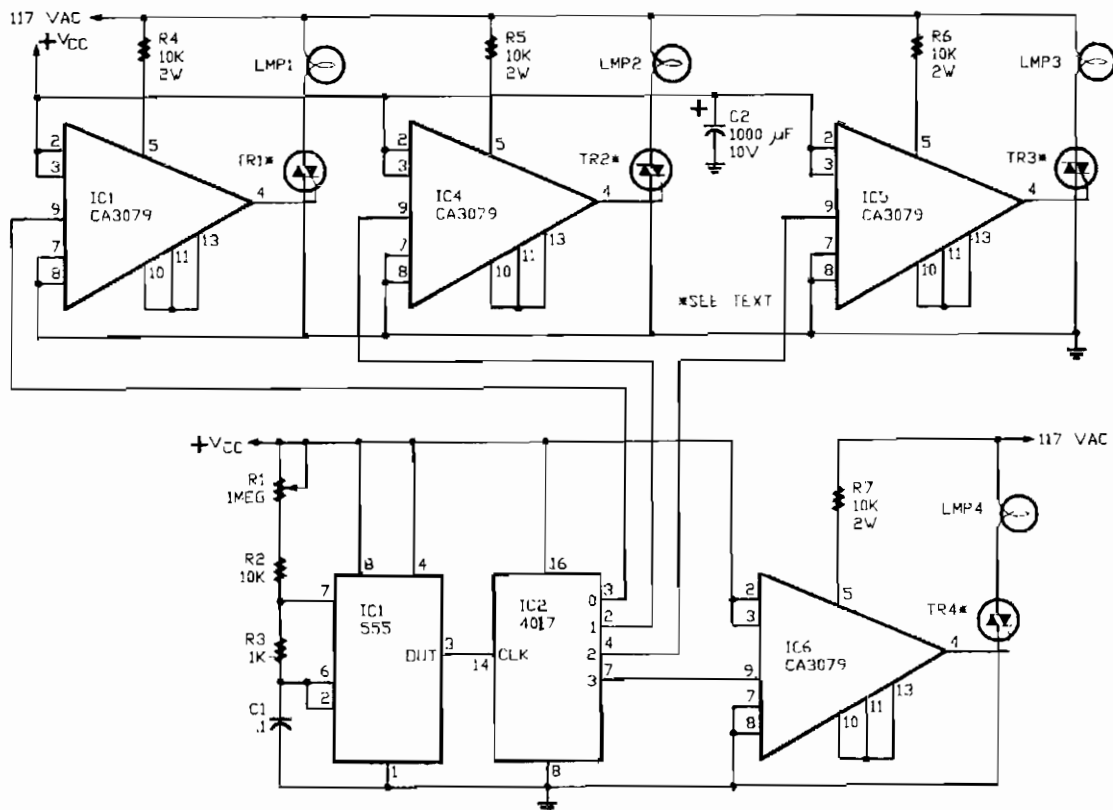 117 VAC
+VCC
R4
10K
2W
LMP1
R5
10K
2W
LMP2
R6
10K
2W
LMP3
+
C2
1000 µF
10V
2
3
9
7
8
5
4
10
11
13
IC1
CA3079
TR1*
2
3
9
7
8
5
4
10
11
13
IC4
CA3079
TR2*
2
3
9
7
8
5
4
10
11
13
IC5
CA3079
TR3*
*SEE TEXT
+VCC
R1
1MEG
R2
10K
R3
1K
C1
.1
8
4
7
6
2
1
IC1
555
OUT
3
14
16
IC2
4017
CLK
0
1
2
3
3
2
4
7
8
117 VAC
R7
10K
2W
LMP4
2
3
9
7
8
5
4
10
11
13
IC6
CA3079
TR4*